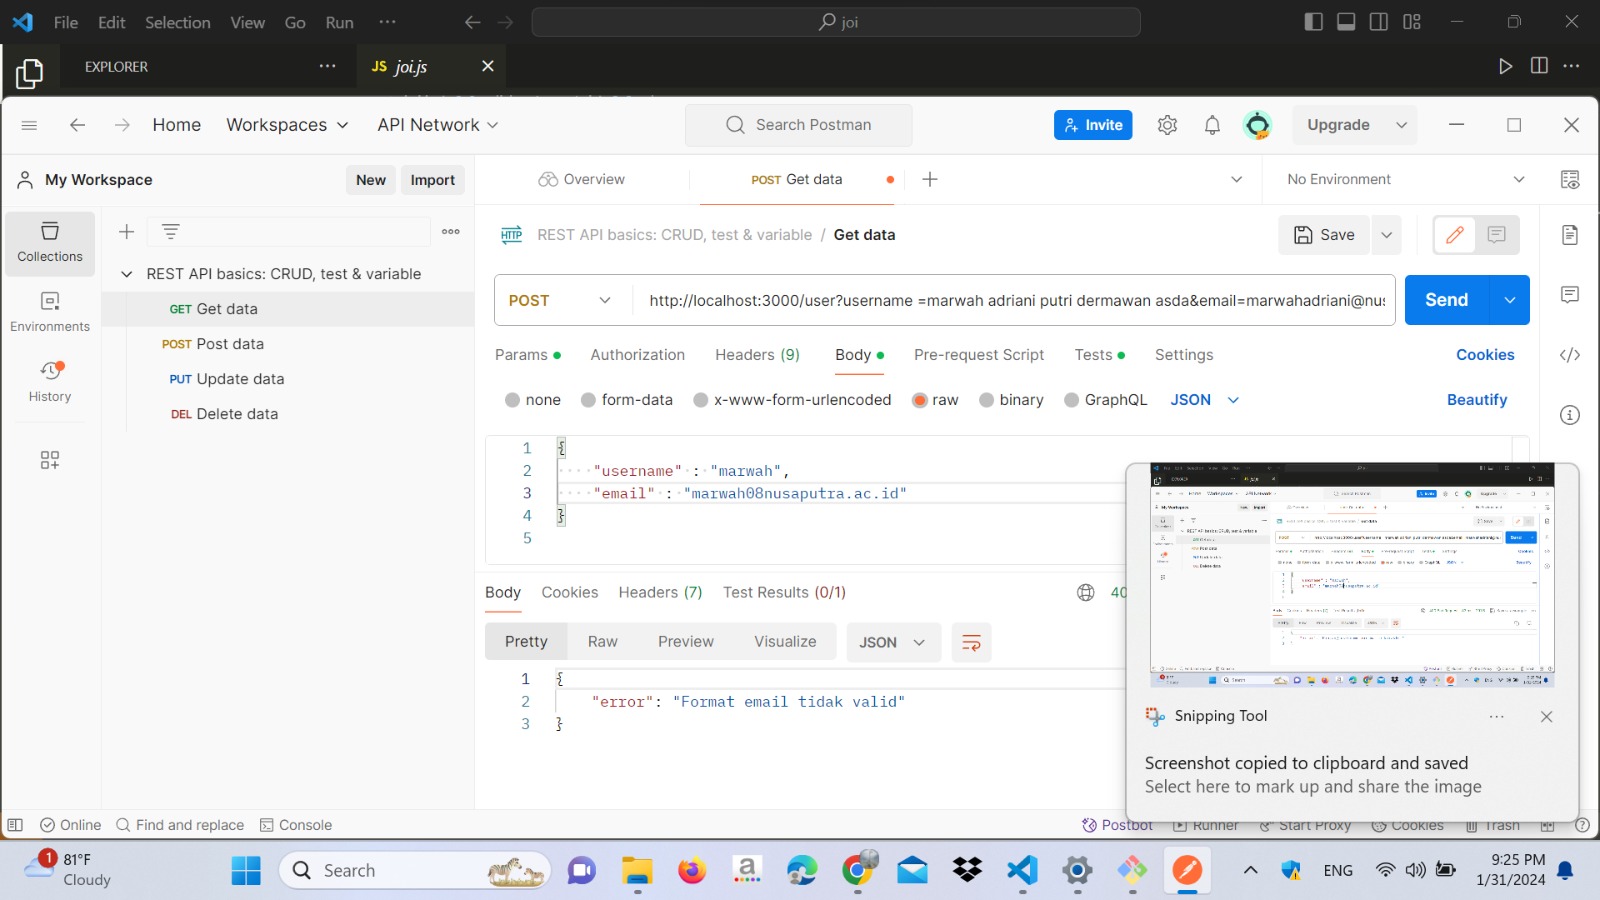 File Edit Selection View Go Run ··· joi
EXPLORER ··· JS joi.js
Home Workspaces API Network Search Postman Invite Upgrade
My Workspace New Import Overview POST Get data No Environment
Collections
Environments
History
REST API basics: CRUD, test & variable
GET Get data
POST Post data
PUT Update data
DEL Delete data
HTTP REST API basics: CRUD, test & variable / Get data Save
POST http://localhost:3000/user?username =marwah adriani putri dermawan asda&email=marwahadriani@nus Send
Params Authorization Headers (9) Body Pre-request Script Tests Settings Cookies
none form-data x-www-form-urlencoded raw binary GraphQL JSON Beautify
1 {
2 "username" : "marwah",
3 "email" : "marwah08nusaputra.ac.id"
4 }
5
Body Cookies Headers (7) Test Results (0/1) 40
Pretty Raw Preview Visualize JSON
1 {
2 "error": "Format email tidak valid"
3 }
Snipping Tool
Screenshot copied to clipboard and saved
Select here to mark up and share the image
Online Find and replace Console Postbot Runner Start Proxy Cookies Trash
1 81°F
Cloudy
Search
a
ENG
9:25 PM
1/31/2024